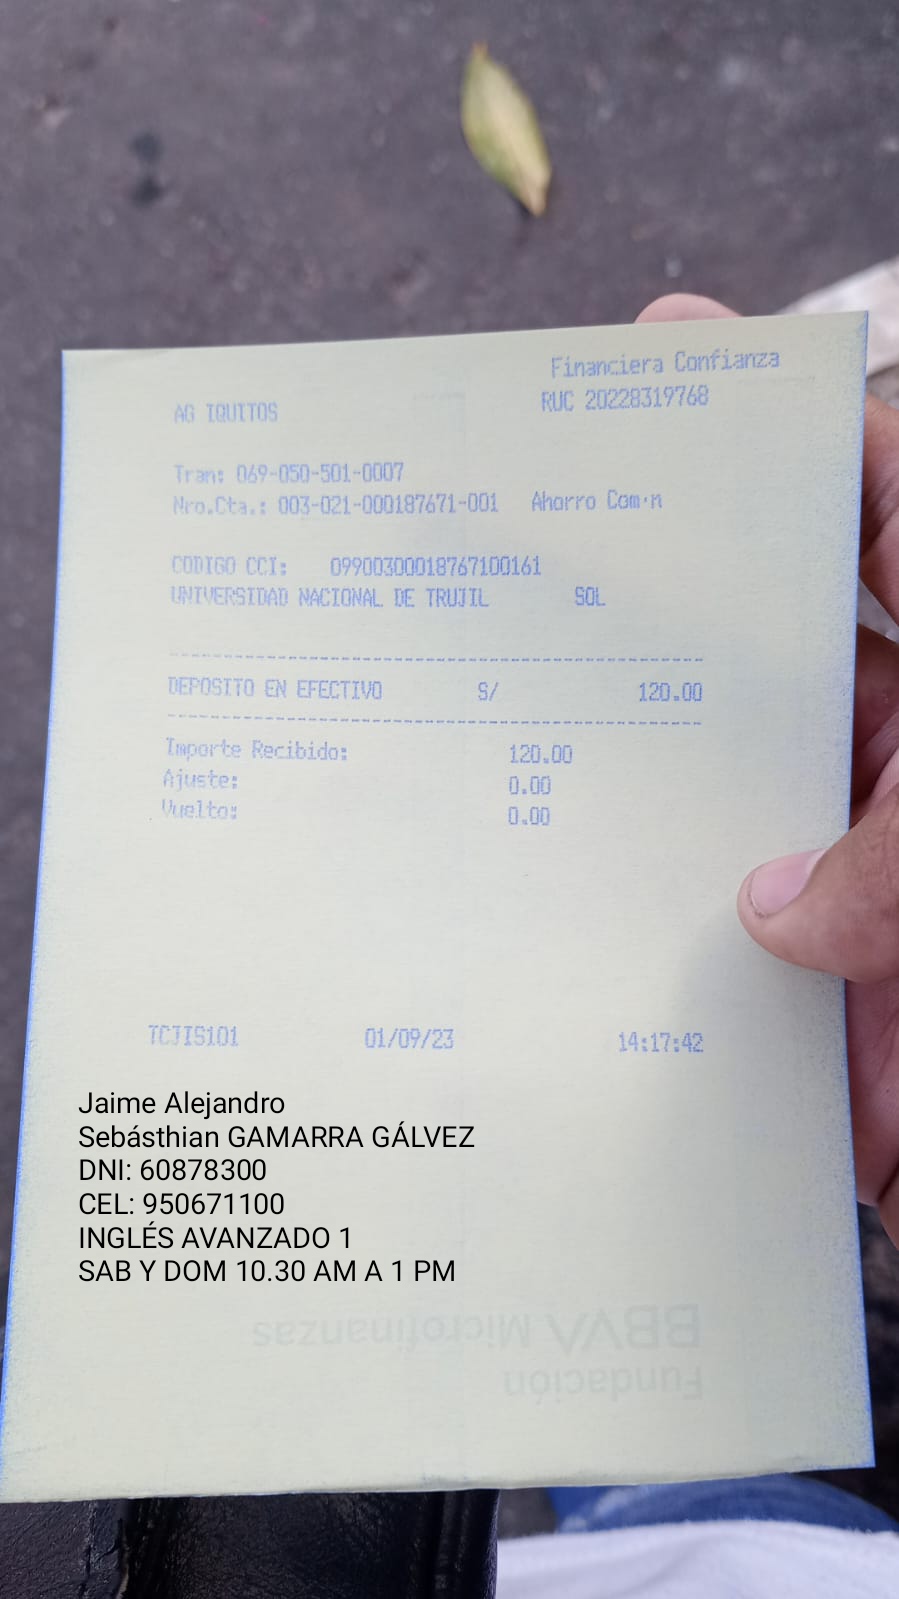 Financiera Confianza
AG IQUITOS RUC 20228319768
Tran: 069-050-501-0007
Nro.Cta.: 003-021-000187671-001 Ahorro Com·n
CODIGO CCI: 09900300018767100161
UNIVERSIDAD NACIONAL DE TRUJIL SOL
DEPOSITO EN EFECTIVO S/ 120.00
Importe Recibido: 120.00
Ajuste: 0.00
Vuelto: 0.00
TCJIS101 01/09/23 14:17:42
Jaime Alejandro
Sebásthian GAMARRA GÁLVEZ
DNI: 60878300
CEL: 950671100
INGLÉS AVANZADO 1
SAB Y DOM 10.30 AM A 1 PM
Fundación
BBVA Microfinanzas